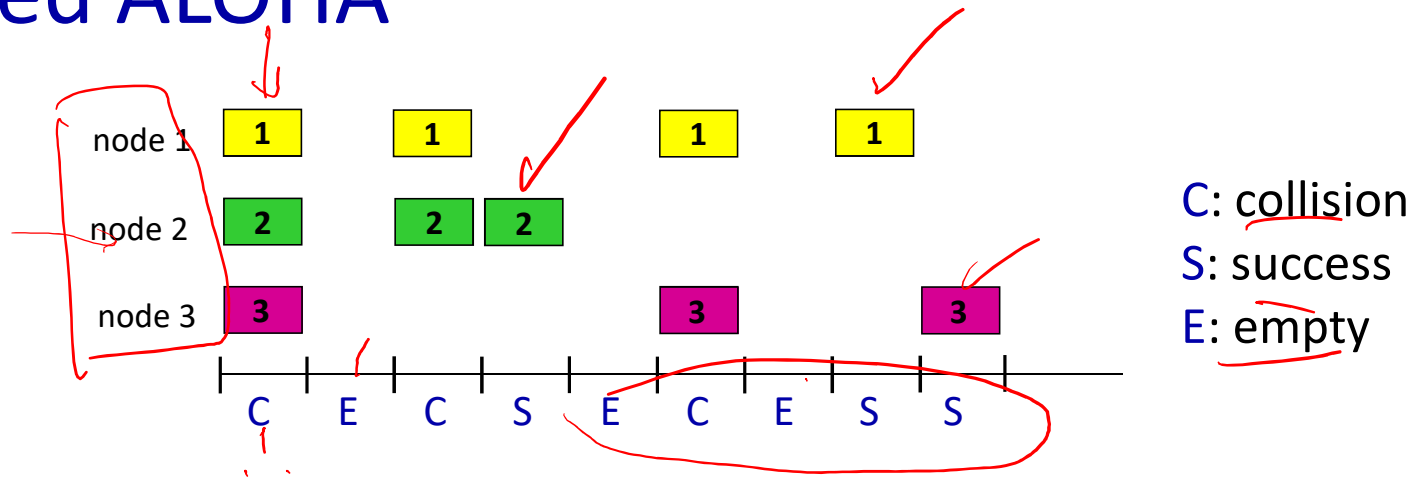 ed ALOHA
node 1 1 1 1 1
node 2 2 2 2
node 3 3 3 3
C E C S E C E S S
C: collision
S: success
E: empty